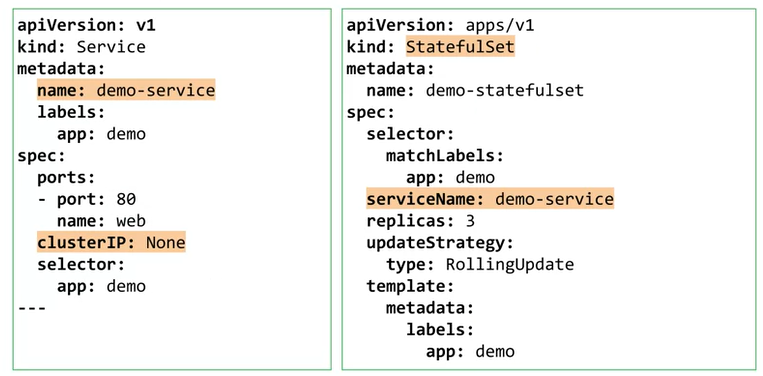 apiVersion: v1
kind: Service
metadata:
  name: demo-service
  labels:
    app: demo
spec:
  ports:
  - port: 80
    name: web
  clusterIP: None
  selector:
    app: demo
---
apiVersion: apps/v1
kind: StatefulSet
metadata:
  name: demo-statefulset
spec:
  selector:
    matchLabels:
      app: demo
  serviceName: demo-service
  replicas: 3
  updateStrategy:
    type: RollingUpdate
  template:
    metadata:
      labels:
        app: demo